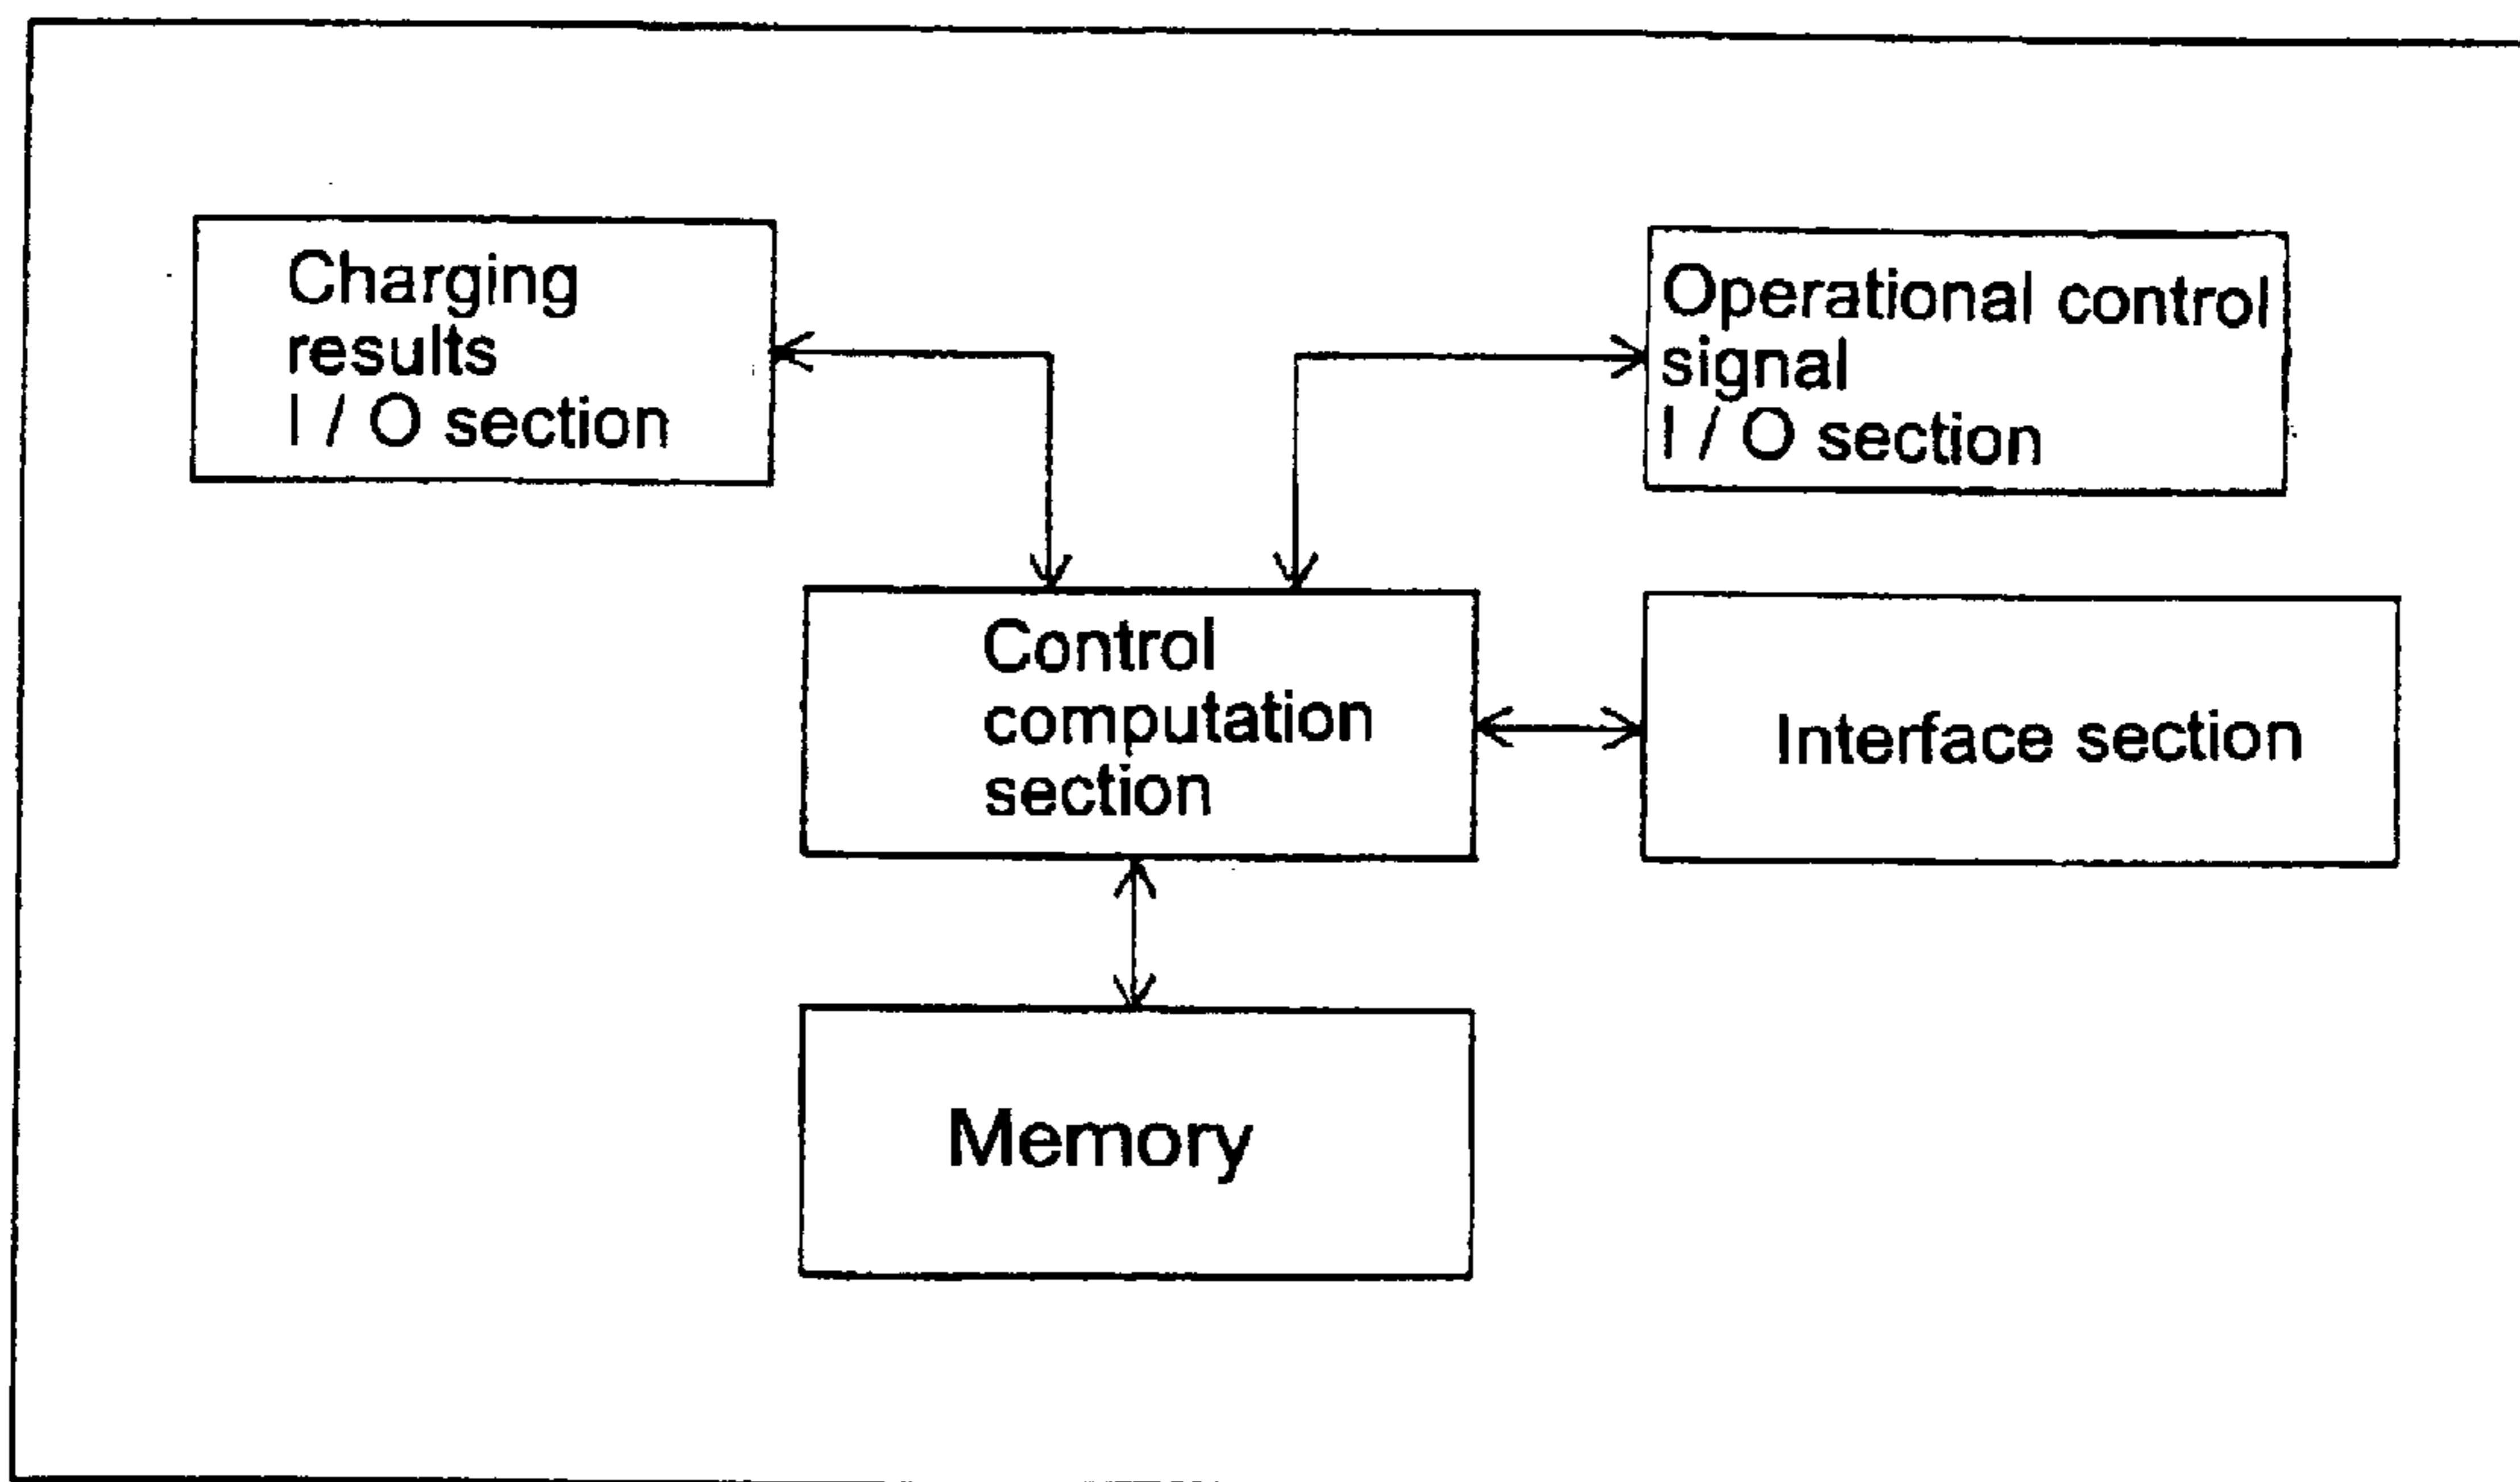 Charging
results
I / O section
Operational control
signal
I / O section
Control
computation
section
Interface section
Memory